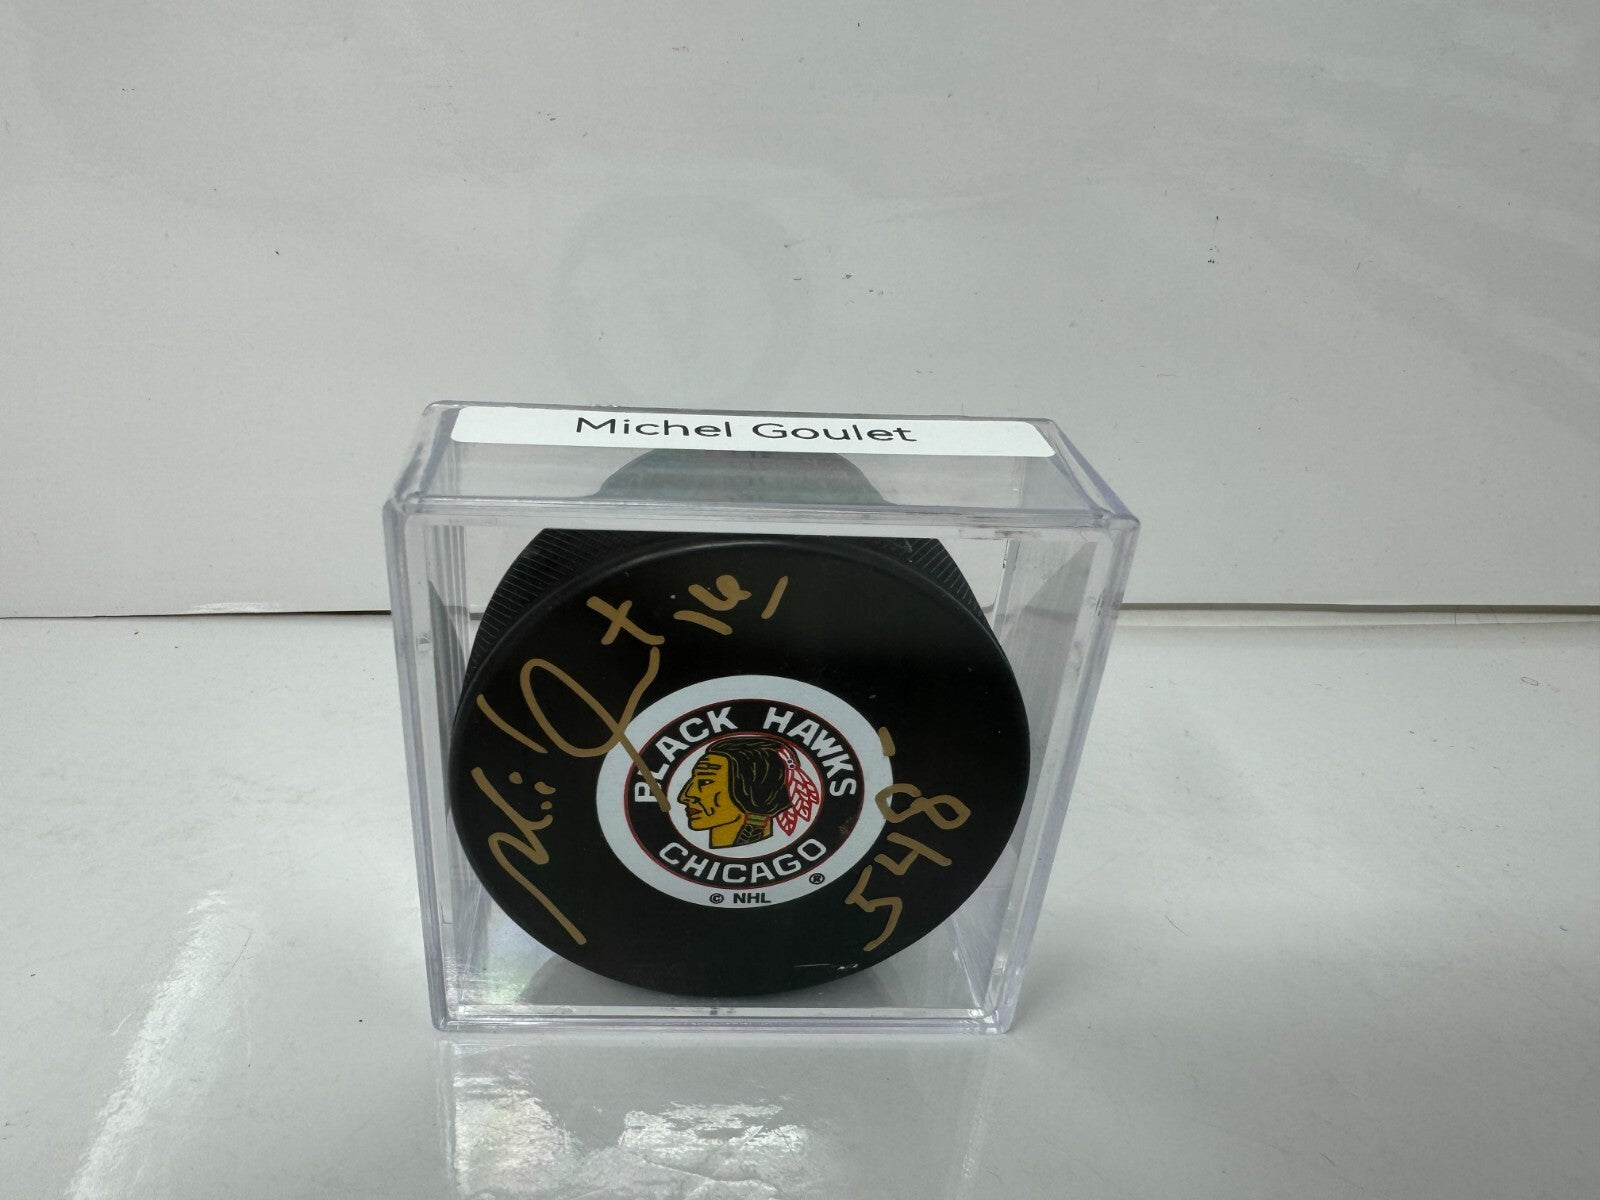 Michel Goulet
16,
BLACK HAWKS
CHICAGO
®
© NHL
548